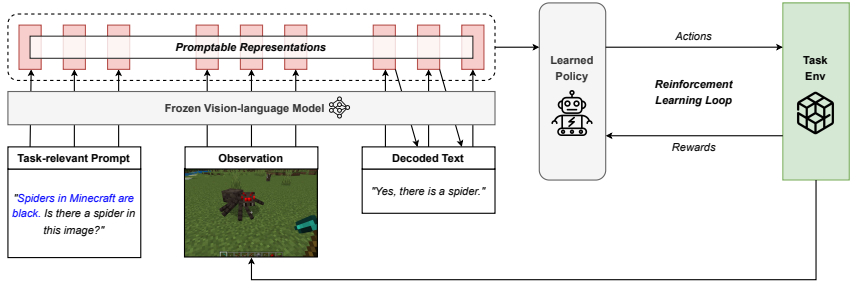 Promptable Representations
Frozen Vision-language Model
Task-relevant Prompt
"Spiders in Minecraft are
black. Is there a spider in
this image?"
Observation
Decoded Text
"Yes, there is a spider."
Learned
Policy
Actions
Reinforcement
Learning Loop
Rewards
Task
Env